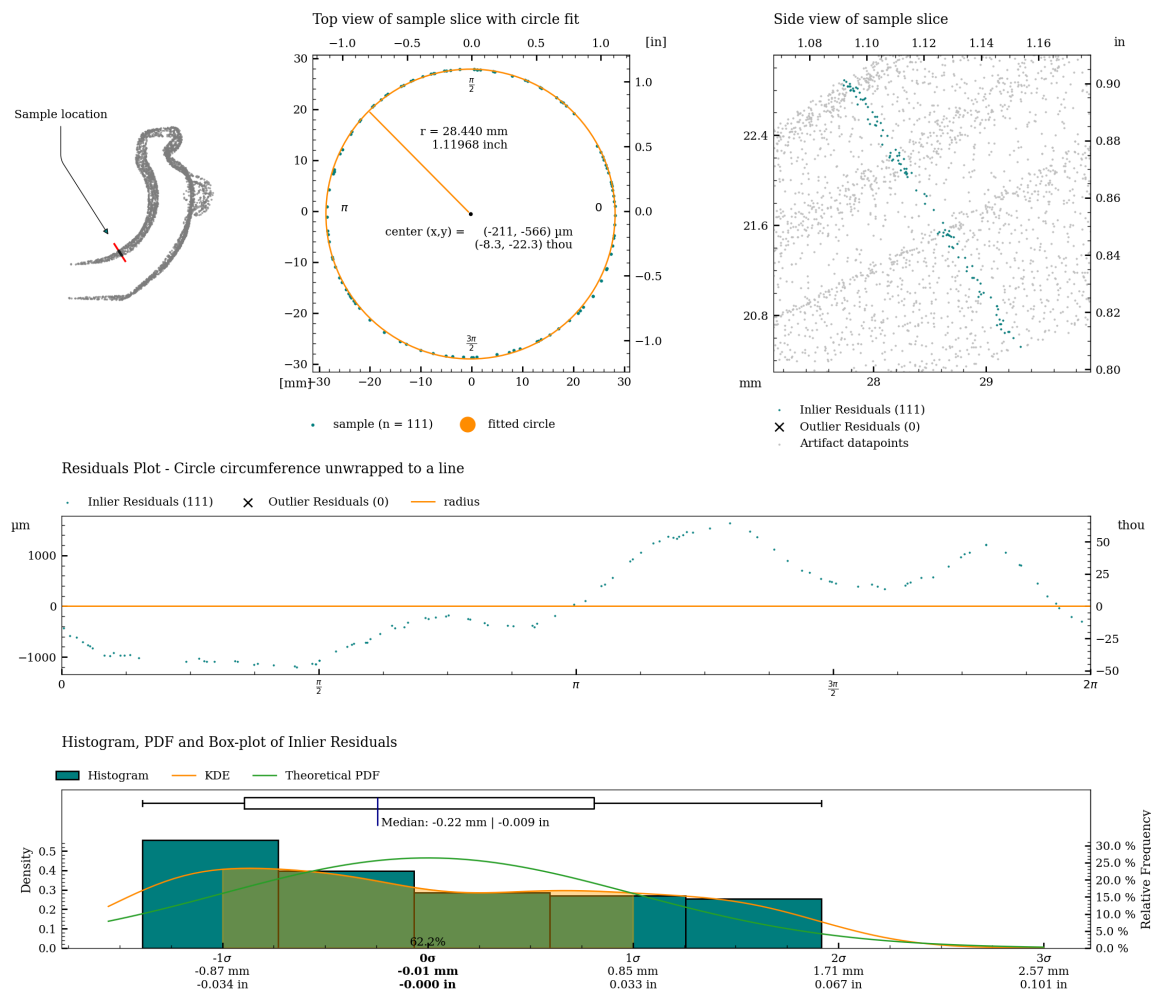 Top view of sample slice with circle fit
Side view of sample slice
−1.0 −0.5 0.0 0.5 1.0 [in]
1.08 1.10 1.12 1.14 1.16 in
Sample location
30
20
10
0
−10
−20
−30
1.0
0.5
0.0
−0.5
−1.0
π/2
r = 28.440 mm
1.11968 inch
π
0
center (x,y) = (-211, -566) µm
(-8.3, -22.3) thou
3π/2
[mm] −30 −20 −10 0 10 20 30
22.4
21.6
20.8
0.90
0.88
0.86
0.84
0.82
0.80
mm 28 29
sample (n = 111) fitted circle
Inlier Residuals (111)
Outlier Residuals (0)
Artifact datapoints
Residuals Plot - Circle circumference unwrapped to a line
Inlier Residuals (111) Outlier Residuals (0) radius
µm
1000
0
−1000
thou
50
25
0
−25
−50
0 π/2 π 3π/2 2π
Histogram, PDF and Box-plot of Inlier Residuals
Histogram KDE Theoretical PDF
Median: -0.22 mm | -0.009 in
Density
0.5
0.4
0.3
0.2
0.1
0.0
Relative Frequency
30.0 %
25.0 %
20.0 %
15.0 %
10.0 %
5.0 %
0.0 %
62.2%
-1σ 0σ 1σ 2σ 3σ
-0.87 mm -0.01 mm 0.85 mm 1.71 mm 2.57 mm
-0.034 in -0.000 in 0.033 in 0.067 in 0.101 in